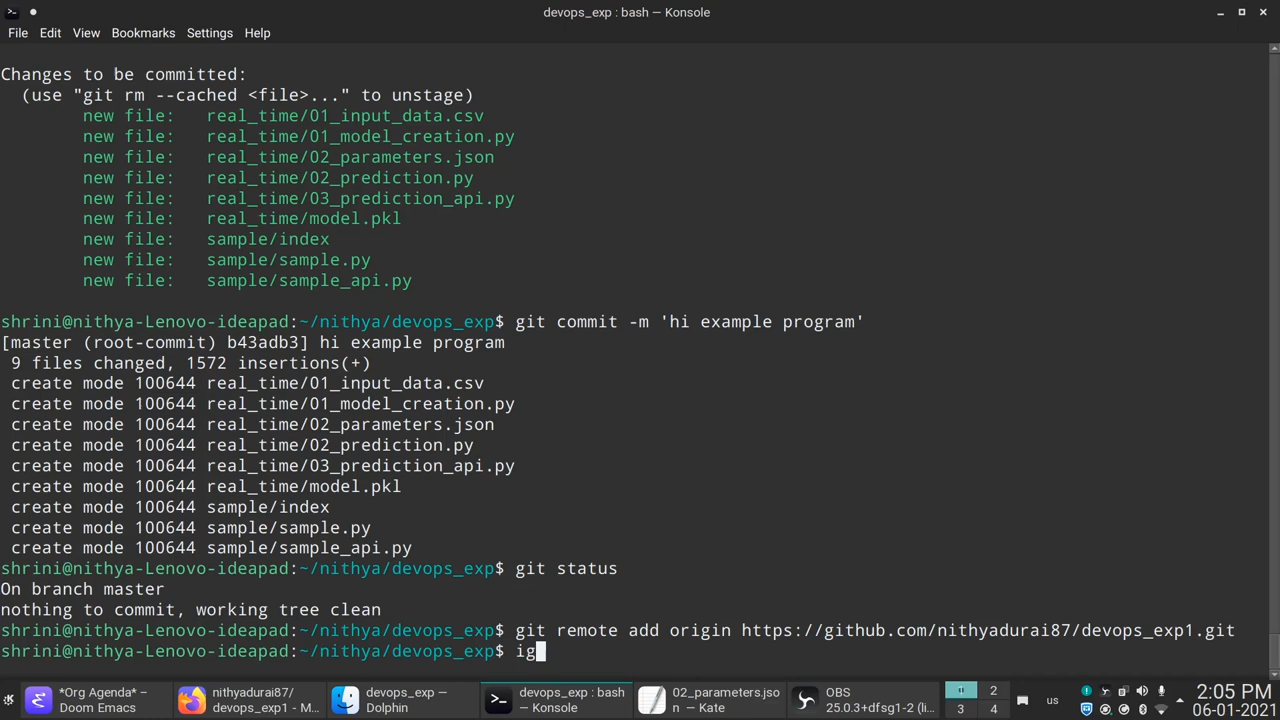 devops_exp : bash — Konsole
File Edit View Bookmarks Settings Help
Changes to be committed:
(use "git rm --cached <file>..." to unstage)
new file: real_time/01_input_data.csv
new file: real_time/01_model_creation.py
new file: real_time/02_parameters.json
new file: real_time/02_prediction.py
new file: real_time/03_prediction_api.py
new file: real_time/model.pkl
new file: sample/index
new file: sample/sample.py
new file: sample/sample_api.py
shrini@nithya-Lenovo-ideapad:~/nithya/devops_exp$ git commit -m 'hi example program'
[master (root-commit) b43adb3] hi example program
9 files changed, 1572 insertions(+)
create mode 100644 real_time/01_input_data.csv
create mode 100644 real_time/01_model_creation.py
create mode 100644 real_time/02_parameters.json
create mode 100644 real_time/02_prediction.py
create mode 100644 real_time/03_prediction_api.py
create mode 100644 real_time/model.pkl
create mode 100644 sample/index
create mode 100644 sample/sample.py
create mode 100644 sample/sample_api.py
shrini@nithya-Lenovo-ideapad:~/nithya/devops_exp$ git status
On branch master
nothing to commit, working tree clean
shrini@nithya-Lenovo-ideapad:~/nithya/devops_exp$ git remote add origin https://github.com/nithyadurai87/devops_exp1.git
shrini@nithya-Lenovo-ideapad:~/nithya/devops_exp$ ig
*Org Agenda* –
Doom Emacs
nithyadurai87/
devops_exp1 - M...
devops_exp —
Dolphin
devops_exp : bash
— Konsole
02_parameters.jso
n — Kate
OBS
25.0.3+dfsg1-2 (li...
2
3 4
us
2:05 PM
06-01-2021